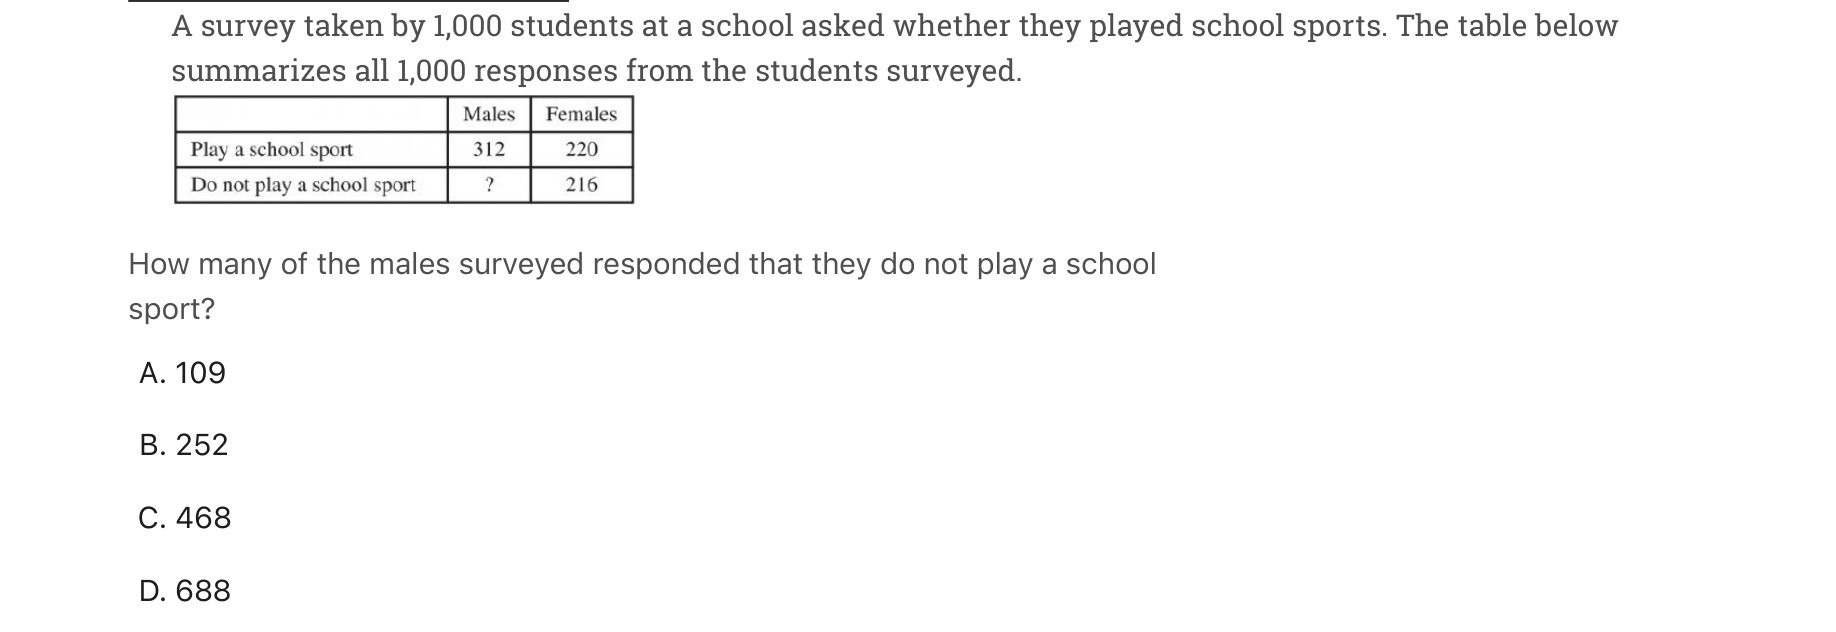 A survey taken by 1,000 students at a school asked whether they played school sports. The table below
summarizes all 1,000 responses from the students surveyed.
Males Females
Play a school sport 312 220
Do not play a school sport ? 216
How many of the males surveyed responded that they do not play a school
sport?
A. 109
B. 252
C. 468
D. 688